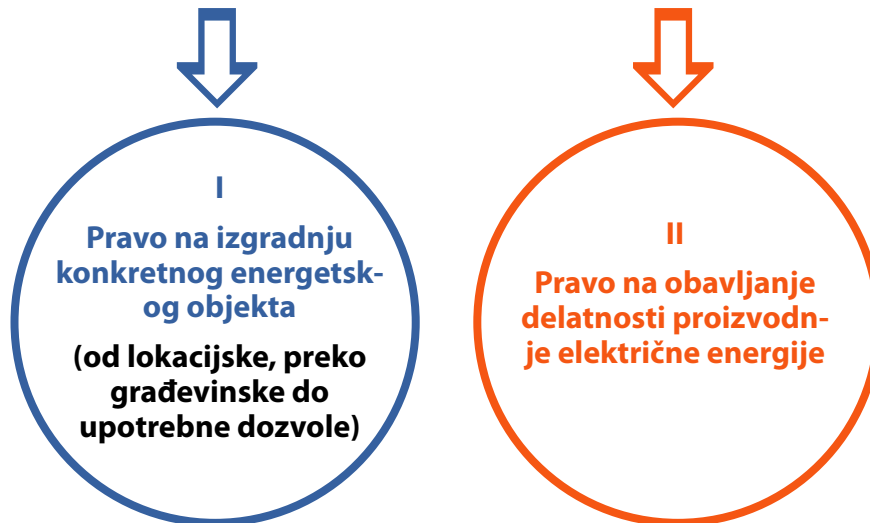 I
Pravo na izgradnju
konkretnog energetsk-
og objekta
(od lokacijske, preko
građevinske do
upotrebne dozvole)
II
Pravo na obavljanje
delatnosti proizvodn-
je električne energije